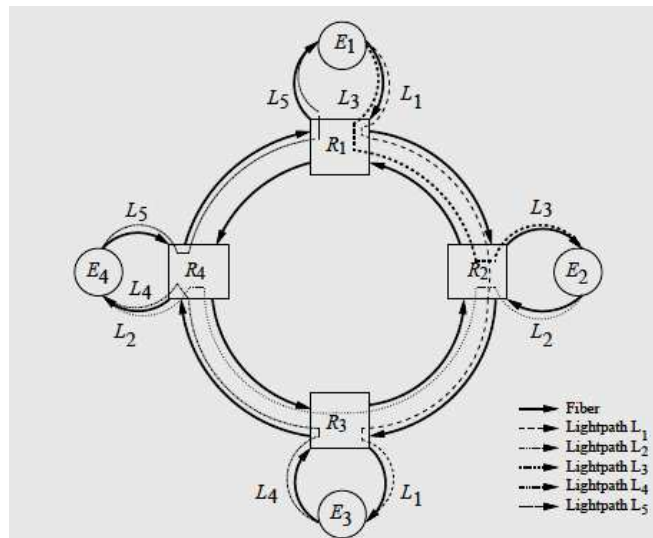 E1
L5
L3
L1
R1
L5
L3
E4
R4
R2
E2
L4
L2
L2
R3
L4
L1
E3
Fiber
Lightpath L1
Lightpath L2
Lightpath L3
Lightpath L4
Lightpath L5